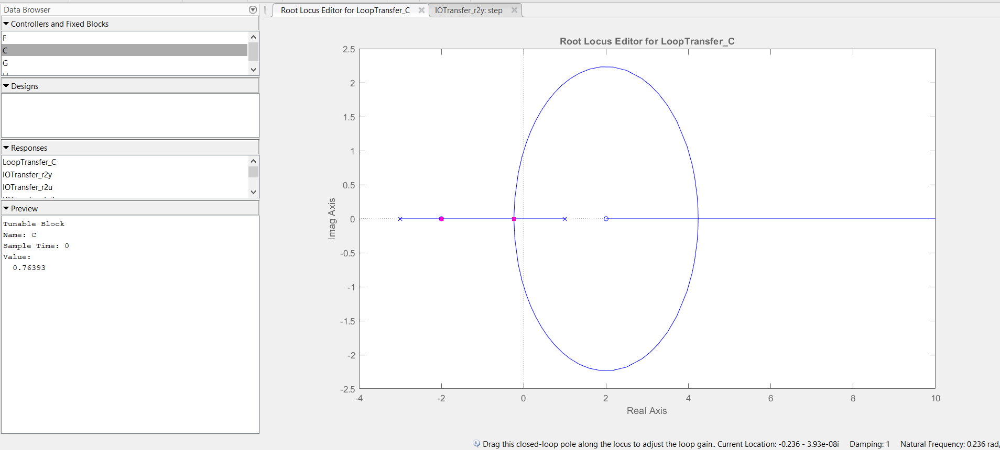 Data Browser
Controllers and Fixed Blocks
F
C
G
Designs
Responses
LoopTransfer_C
IOTransfer_r2y
IOTransfer_r2u
Preview
Tunable Block
Name: C
Sample Time: 0
Value:
0.76393
Root Locus Editor for LoopTransfer_C
IOTransfer_r2y: step
Root Locus Editor for LoopTransfer_C
2.5
2
1.5
1
0.5
0
-0.5
-1
-1.5
-2
-2.5
Imag Axis
-4
-2
0
2
4
6
8
10
Real Axis
Drag this closed-loop pole along the locus to adjust the loop gain.. Current Location: -0.236 - 3.93e-08i Damping: 1 Natural Frequency: 0.236 rad/